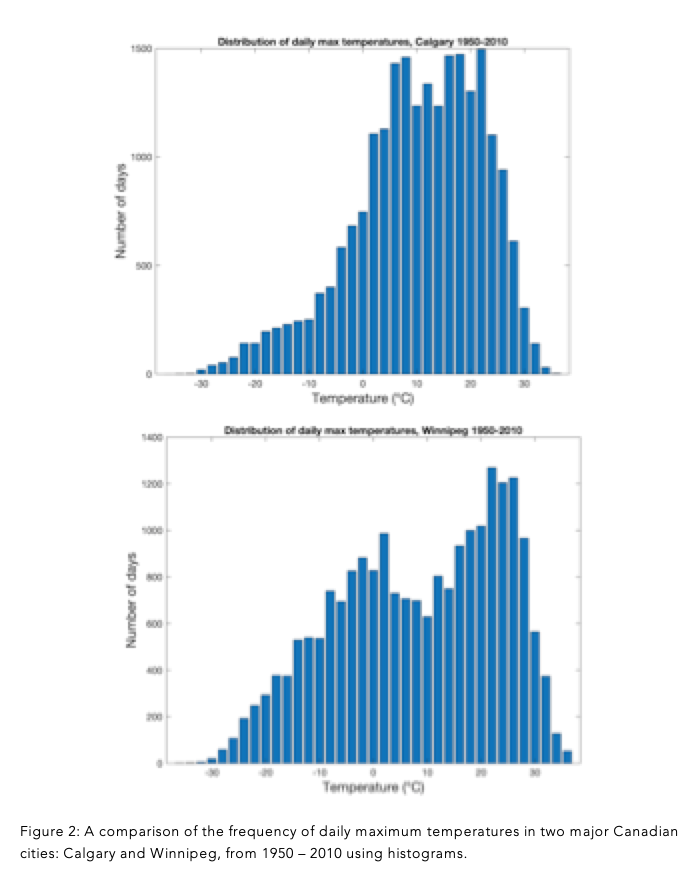 Distribution of daily max temperatures, Calgary 1950-2010
1500
1000
500
0
Number of days
-30 -20 -10 0 10 20 30
Temperature (°C)
Distribution of daily max temperatures, Winnipeg 1950-2010
1400
1200
1000
800
600
400
200
0
Number of days
-30 -20 -10 0 10 20 30
Temperature (°C)
Figure 2: A comparison of the frequency of daily maximum temperatures in two major Canadian
cities: Calgary and Winnipeg, from 1950 – 2010 using histograms.